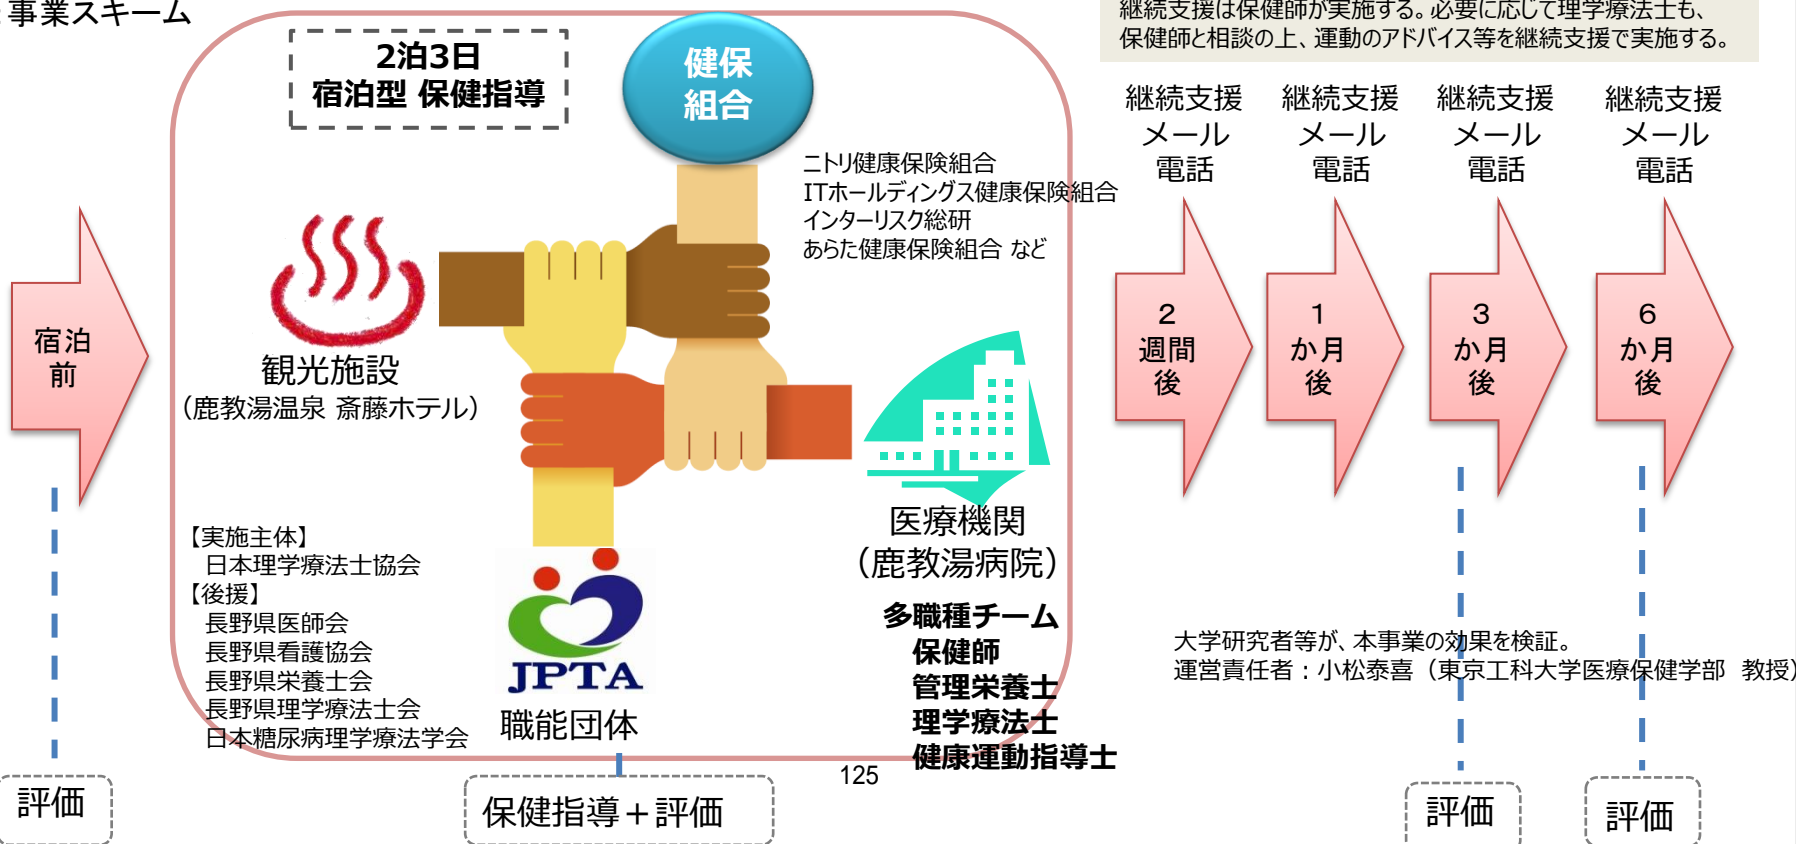 事業スキーム
継続支援は保健師が実施する。必要に応じて理学療法士も、
保健師と相談の上、運動のアドバイス等を継続支援で実施する。
2泊3日
宿泊型 保健指導
健保
組合
ニトリ健康保険組合
ITホールディングス健康保険組合
インターリスク総研
あらた健康保険組合 など
宿泊
前
観光施設
（鹿教湯温泉 斎藤ホテル）
医療機関
（鹿教湯病院）
多職種チーム
保健師
管理栄養士
理学療法士
健康運動指導士
【実施主体】
日本理学療法士協会
【後援】
長野県医師会
長野県看護協会
長野県栄養士会
長野県理学療法士会
日本糖尿病理学療法学会
JPTA
職能団体
継続支援
メール
電話
2
週間
後
継続支援
メール
電話
1
か月
後
継続支援
メール
電話
3
か月
後
継続支援
メール
電話
6
か月
後
大学研究者等が、本事業の効果を検証。
運営責任者：小松泰喜（東京工科大学医療保健学部 教授）
125
評価
保健指導＋評価
評価
評価